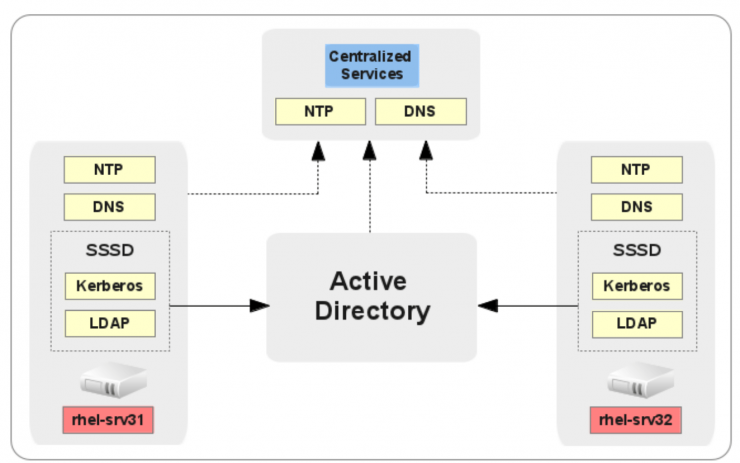 Centralized
Services
NTP
DNS
NTP
DNS
SSSD
Kerberos
LDAP
rhel-srv31
Active
Directory
NTP
DNS
SSSD
Kerberos
LDAP
rhel-srv32